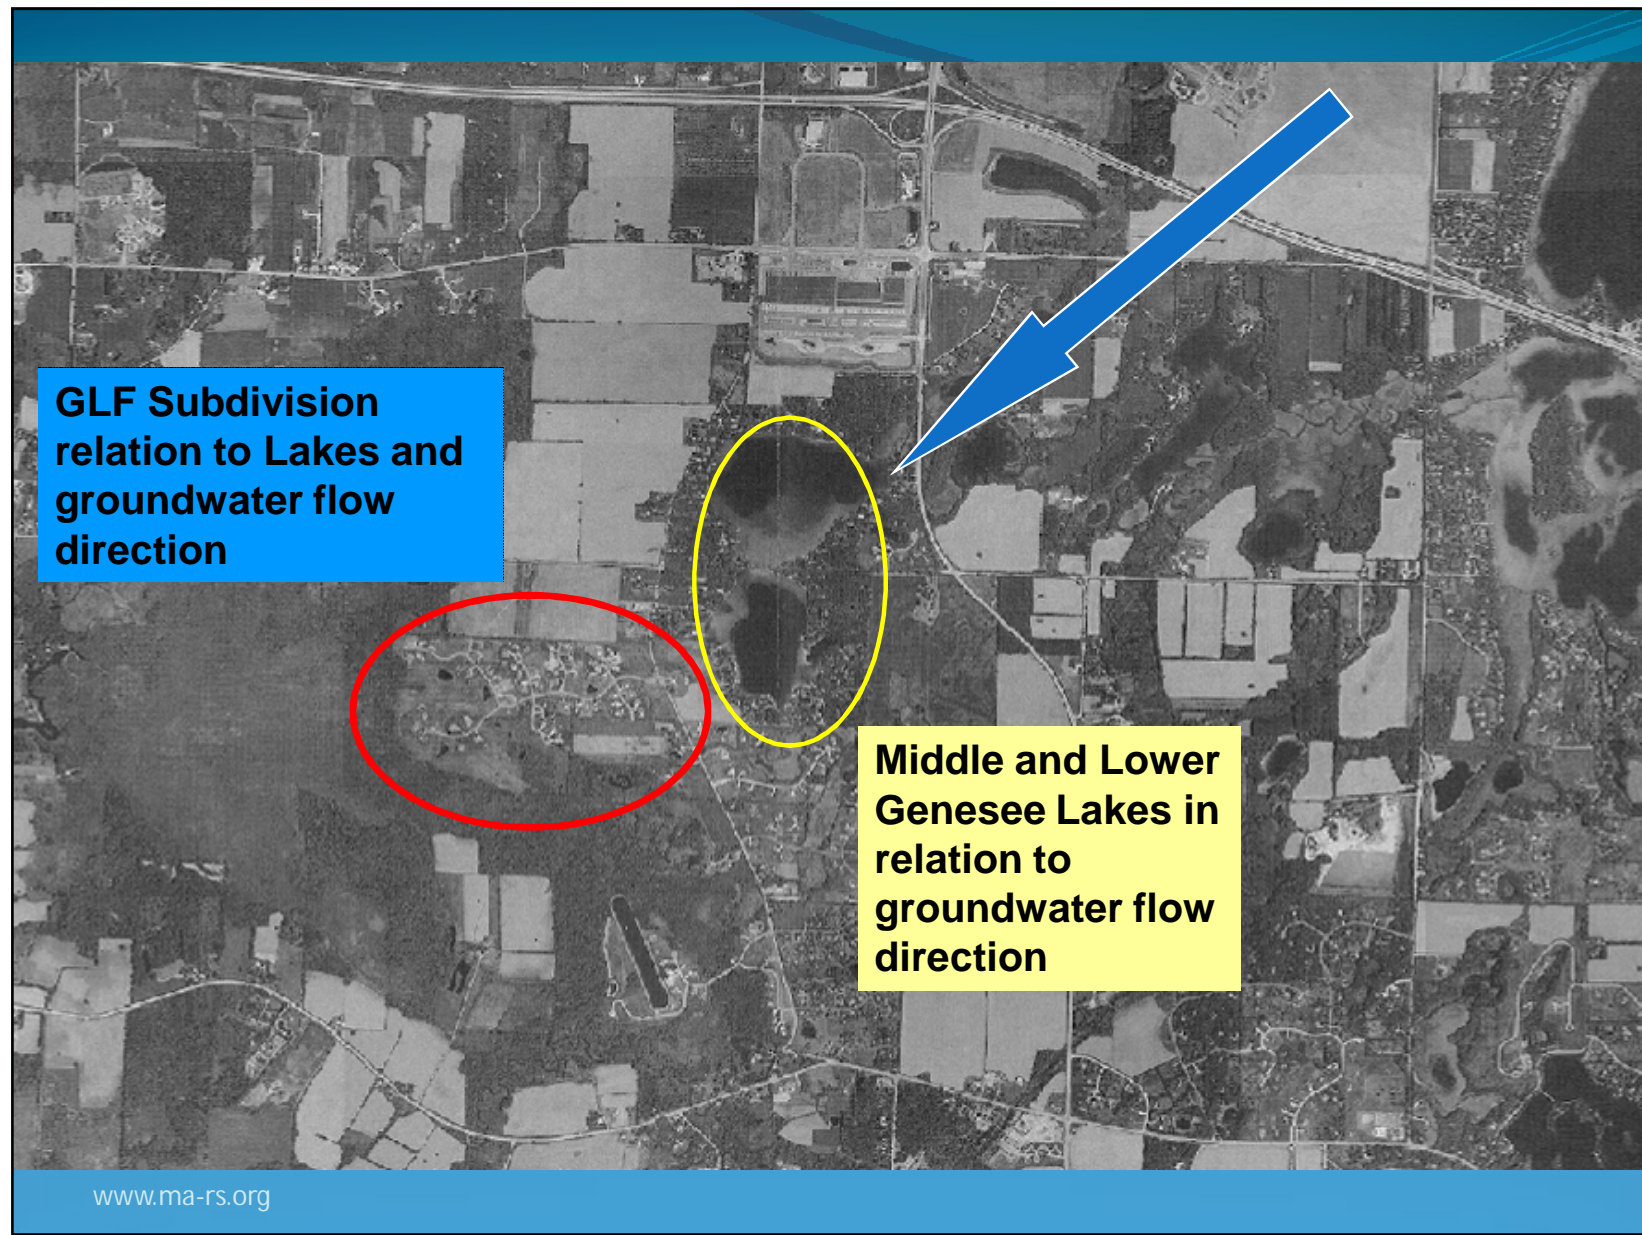 GLF Subdivision
relation to Lakes and
groundwater flow
direction
Middle and Lower
Genesee Lakes in
relation to
groundwater flow
direction
www.ma-rs.org